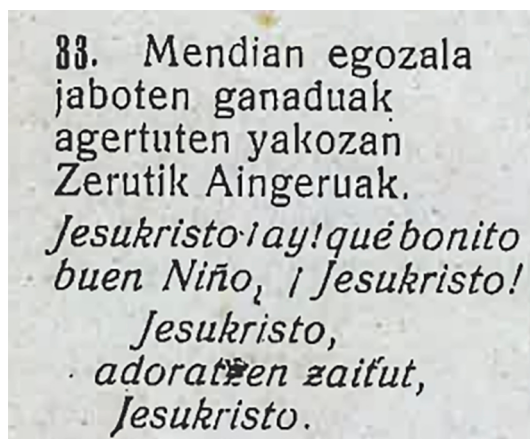 33. Mendian egozala
jaboten ganaduak
agertuten yakozan
Zerutik Aingeruak.
Jesukristo ¡ay! qué bonito
buen Niño, ¡Jesukristo!
Jesukristo,
adoratzen zaitut,
Jesukristo.